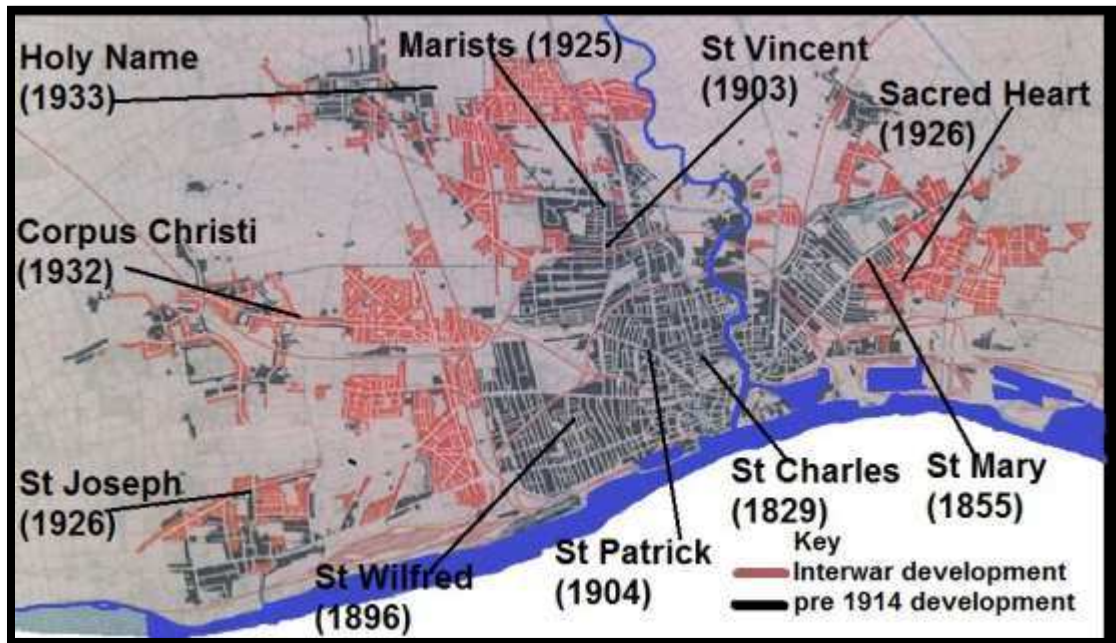 Holy Name
(1933)
Marists (1925)
St Vincent
(1903)
Sacred Heart
(1926)
Corpus Christi
(1932)
St Joseph
(1926)
St Wilfred
(1896)
St Patrick
(1904)
St Charles
(1829)
St Mary
(1855)
Key
Interwar development
pre 1914 development